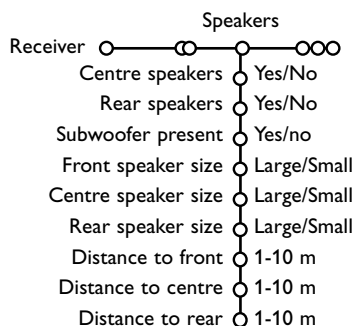 Speakers
Receiver
Centre speakers Yes/No
Rear speakers Yes/No
Subwoofer present Yes/no
Front speaker size Large/Small
Centre speaker size Large/Small
Rear speaker size Large/Small
Distance to front 1-10 m
Distance to centre 1-10 m
Distance to rear 1-10 m